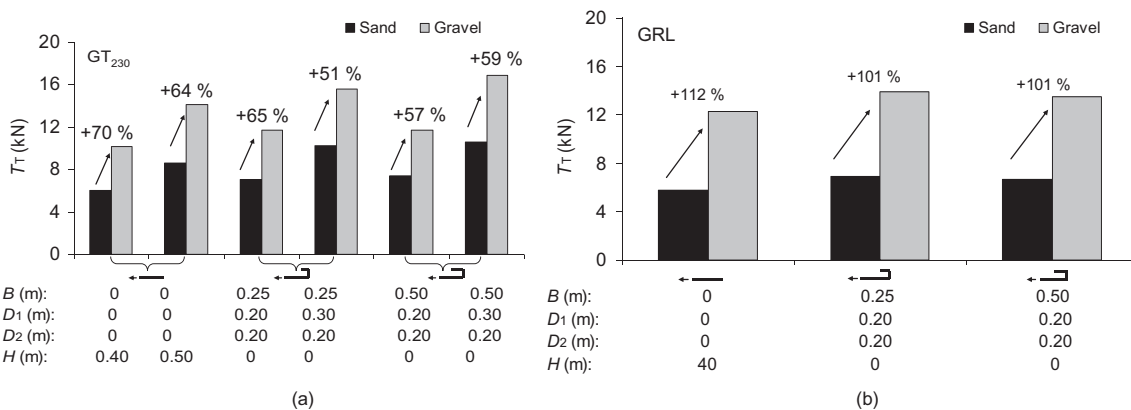 ■ Sand ■ Gravel
GT230
20
16
12
8
4
0
TT (kN)
+70 %
+64 %
+65 %
+51 %
+57 %
+59 %
B (m): 0 0 0.25 0.25 0.50 0.50
D1 (m): 0 0 0.20 0.30 0.20 0.30
D2 (m): 0 0 0.20 0.20 0.20 0.20
H (m): 0.40 0.50 0 0 0 0
(a)
■ Sand ■ Gravel
GRL
20
16
12
8
4
0
TT (kN)
+112 %
+101 %
+101 %
B (m): 0 0.25 0.50
D1 (m): 0 0.20 0.20
D2 (m): 0 0.20 0.20
H (m): 40 0 0
(b)